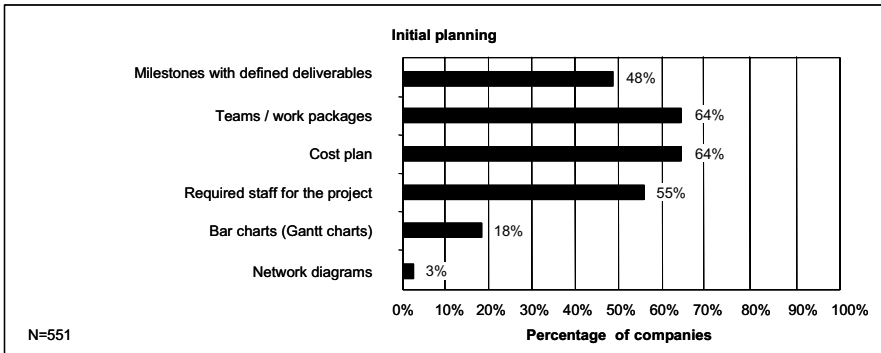 Initial planning
Milestones with defined deliverables 48%
Teams / work packages 64%
Cost plan 64%
Required staff for the project 55%
Bar charts (Gantt charts) 18%
Network diagrams 3%
0% 10% 20% 30% 40% 50% 60% 70% 80% 90% 100%
N=551 Percentage of companies